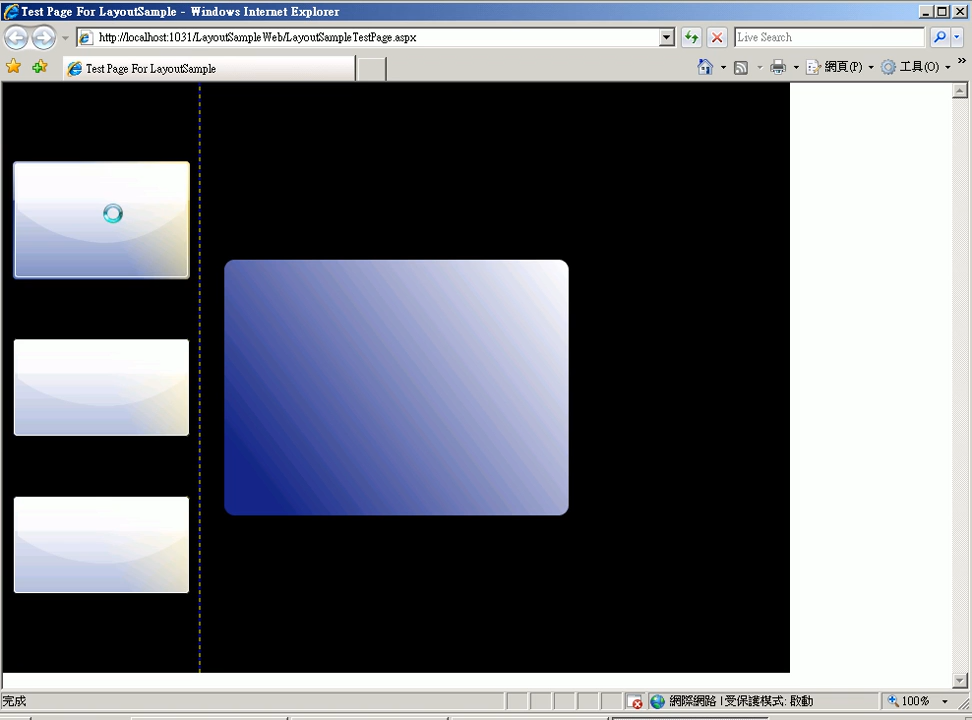 Test Page For LayoutSample - Windows Internet Explorer
http://localhost:1031/LayoutSampleWeb/LayoutSampleTestPage.aspx
Live Search
Test Page For LayoutSample
網頁(P)
工具(O)
完成
網際網路 | 受保護模式: 啟動
100%